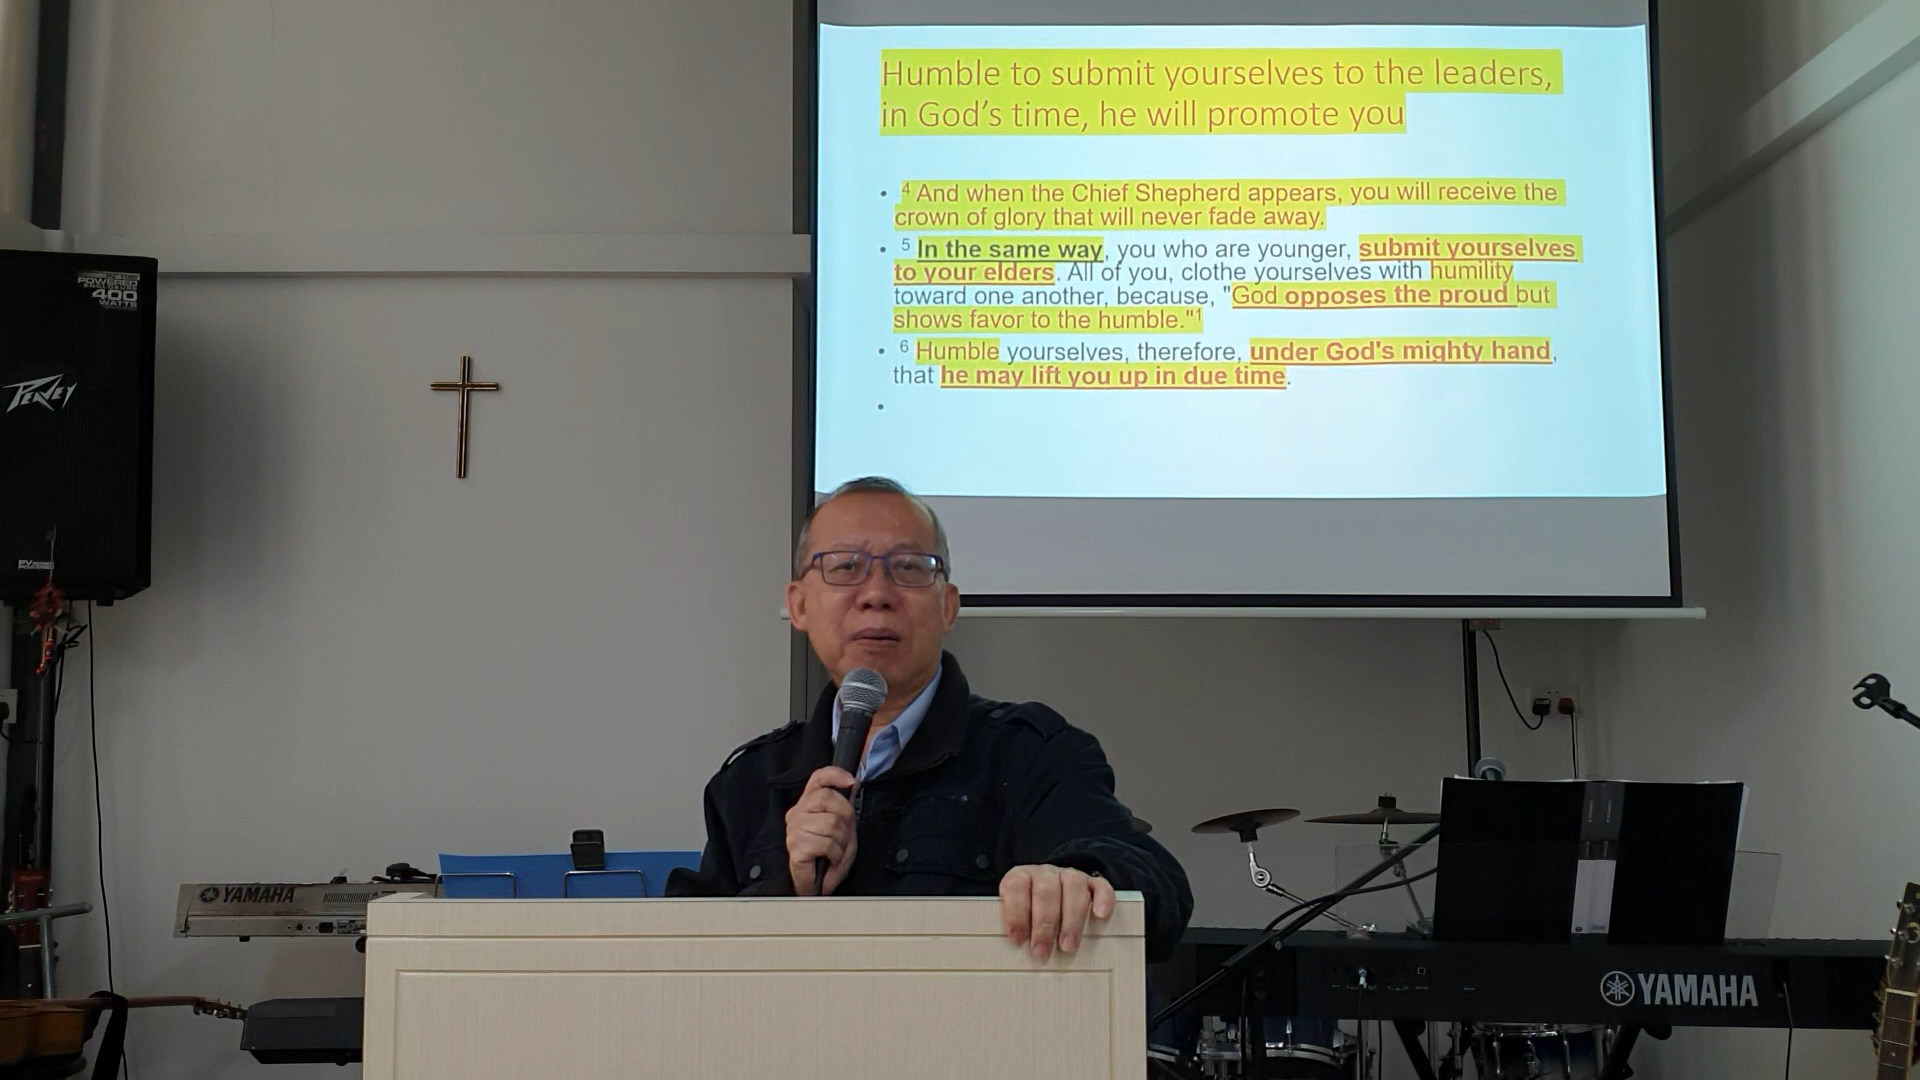 Humble to submit yourselves to the leaders,
in God's time, he will promote you
• 4 And when the Chief Shepherd appears, you will receive the
crown of glory that will never fade away.
• 5 In the same way, you who are younger, submit yourselves
to your elders. All of you, clothe yourselves with humility
toward one another, because, "God opposes the proud but
shows favor to the humble."1
• 6 Humble yourselves, therefore, under God's mighty hand,
that he may lift you up in due time.
•
POWERED
ENCLOSURE
400
WATTS
PEAVEY
YAMAHA
YAMAHA